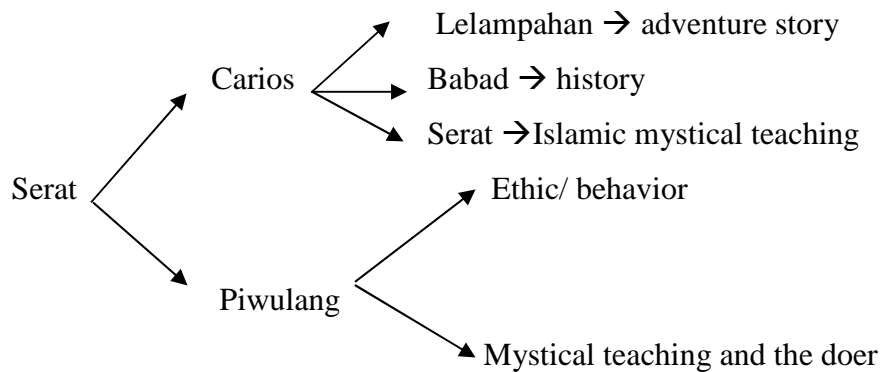 Lelampahan → adventure story
Carios
Babad → history
Serat →Islamic mystical teaching
Serat
Ethic/ behavior
Piwulang
Mystical teaching and the doer